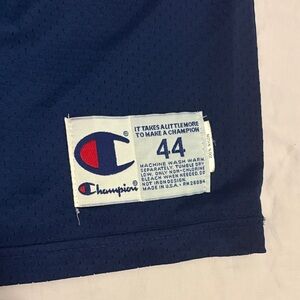 IT TAKES A LITTLE MORE
TO MAKE A CHAMPION
44
MACHINE WASH WARM
SEPARATELY, TUMBLE DRY
LOW, ONLY NON-CHLORINE
BLEACH WHEN NEEDED, DO
NOT IRON DESIGN.
MADE IN U.S.A. • RN 26094
Champion